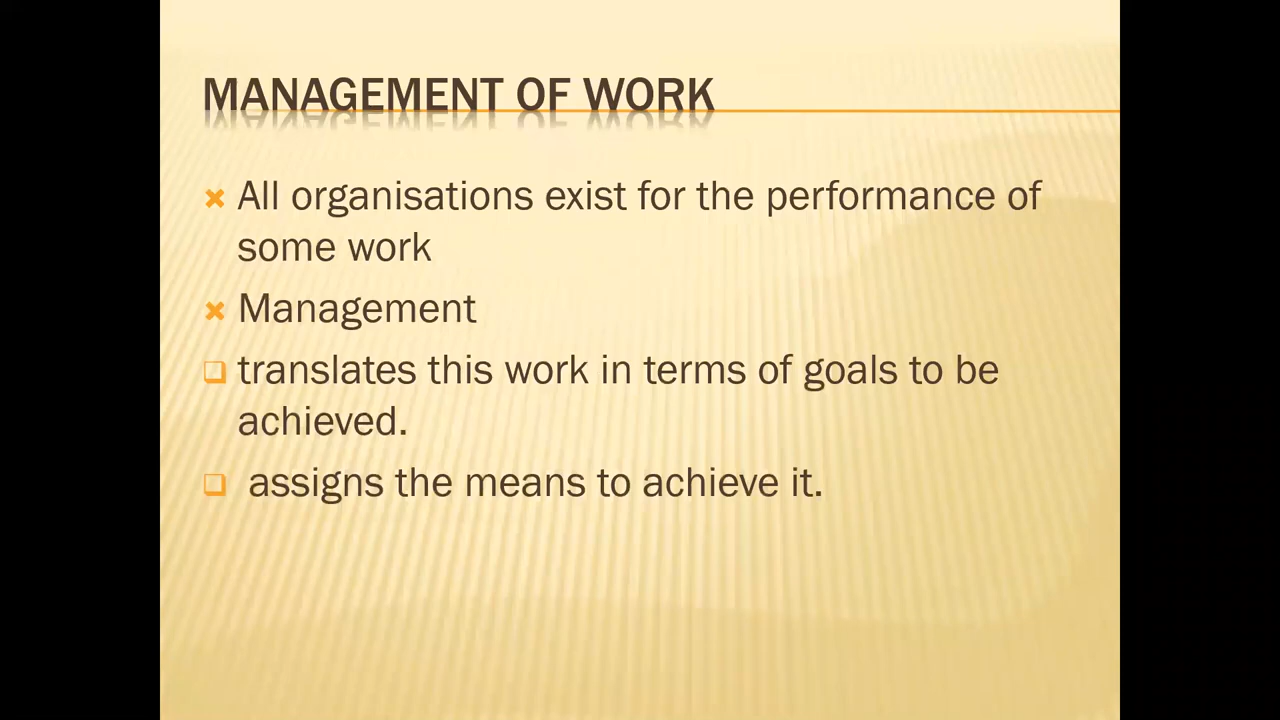 MANAGEMENT OF WORK
All organisations exist for the performance of
some work
Management
translates this work in terms of goals to be
achieved.
assigns the means to achieve it.